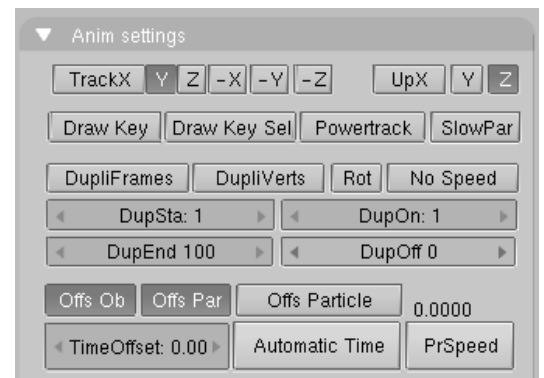 Anim settings
TrackX Y Z -X -Y -Z UpX Y Z
Draw Key Draw Key Sel Powertrack SlowPar
DupliFrames DupliVerts Rot No Speed
DupSta: 1 DupOn: 1
DupEnd 100 DupOff 0
Offs Ob Offs Par Offs Particle 0.0000
TimeOffset: 0.00 Automatic Time PrSpeed